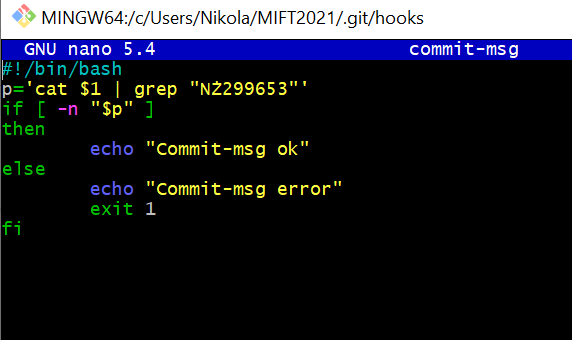 MINGW64:/c/Users/Nikola/MIFT2021/.git/hooks
GNU nano 5.4 commit-msg
#!/bin/bash
p='cat $1 | grep "NŻ299653"'
if [ -n "$p" ]
then
echo "Commit-msg ok"
else
echo "Commit-msg error"
exit 1
fi